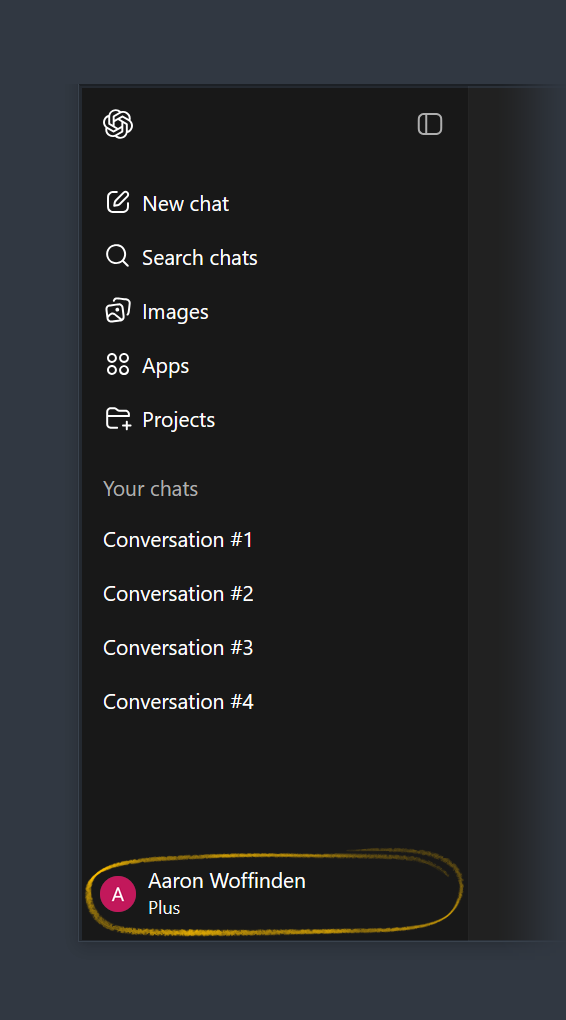 New chat
Search chats
Images
Apps
Projects
Your chats
Conversation #1
Conversation #2
Conversation #3
Conversation #4
A
Aaron Woffinden
Plus